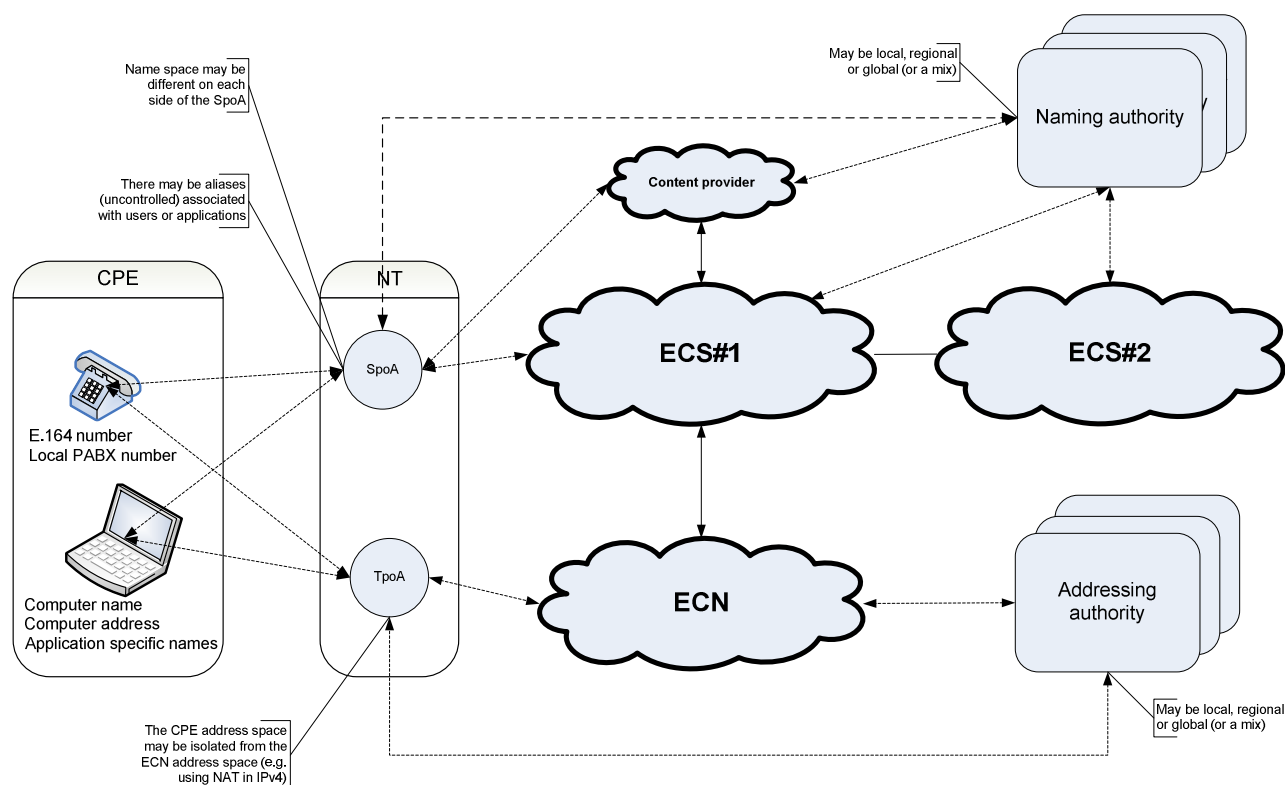 Name space may be
different on each
side of the SpoA
May be local, regional
or global (or a mix)
Naming authority
y
There may be aliases
(uncontrolled) associated
with users or applications
Content provider
CPE
NT
SpoA
ECS#1
ECS#2
E.164 number
Local PABX number
TpoA
ECN
Addressing
authority
Computer name
Computer address
Application specific names
The CPE address space
may be isolated from the
ECN address space (e.g.
using NAT in IPv4)
May be local, regional
or global (or a mix)